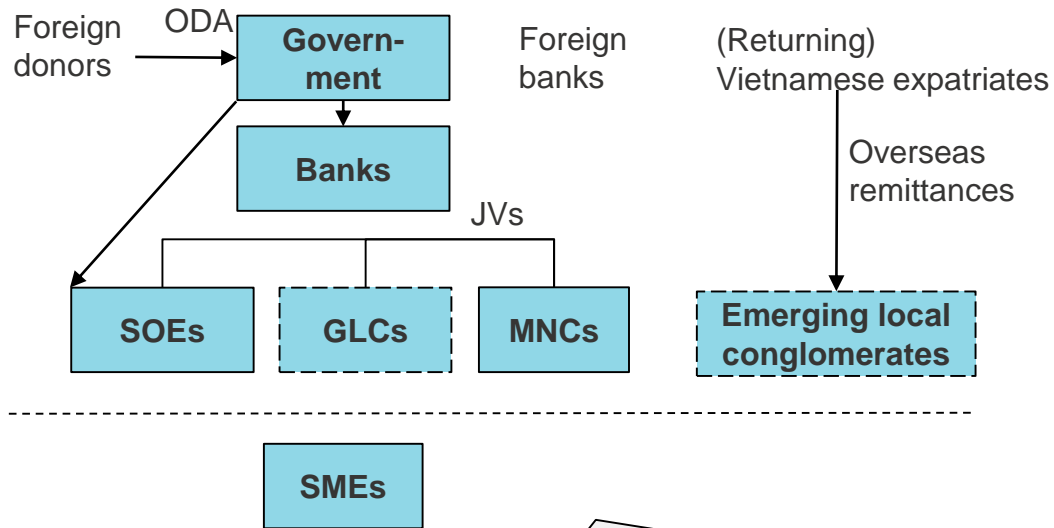 Foreign
donors
ODA
Govern-
ment
Foreign
banks
(Returning)
Vietnamese expatriates
Banks
Overseas
remittances
JVs
SOEs
GLCs
MNCs
Emerging local
conglomerates
SMEs